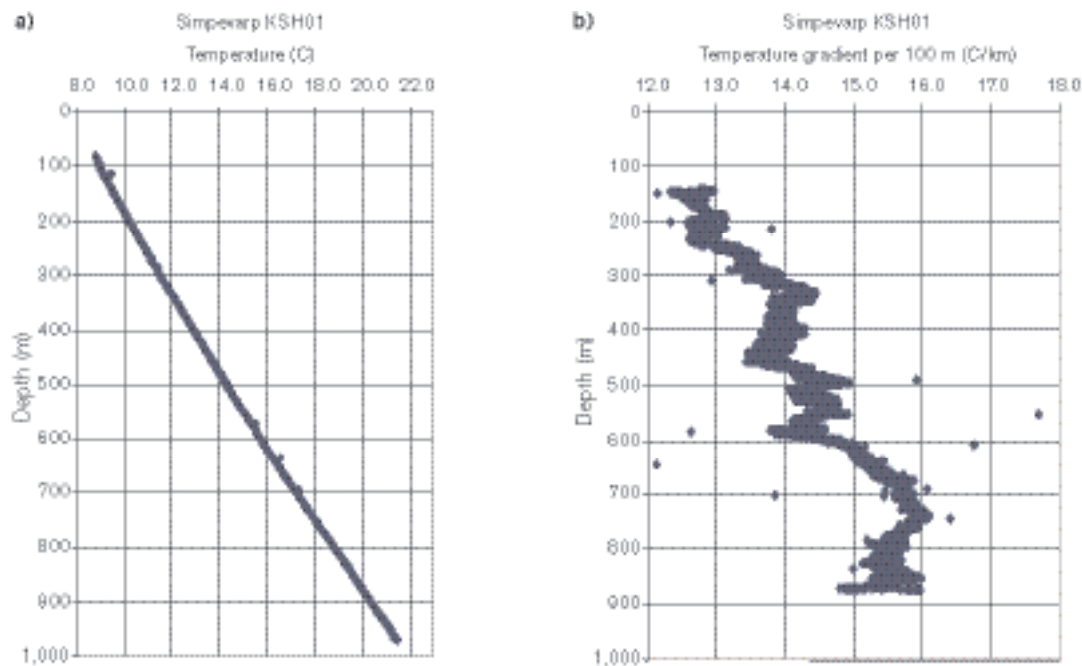 a)
Simpevarp KSH01
Temperature (C)
8.0 10.0 12.0 14.0 16.0 18.0 20.0 22.0
0
100
200
300
400
500
600
700
800
900
1,000
Depth (m)
b)
Simpevarp KSH01
Temperature gradient per 100 m (C/km)
12.0 13.0 14.0 15.0 16.0 17.0 18.0
0
100
200
300
400
500
600
700
800
900
1,000
Depth (m)